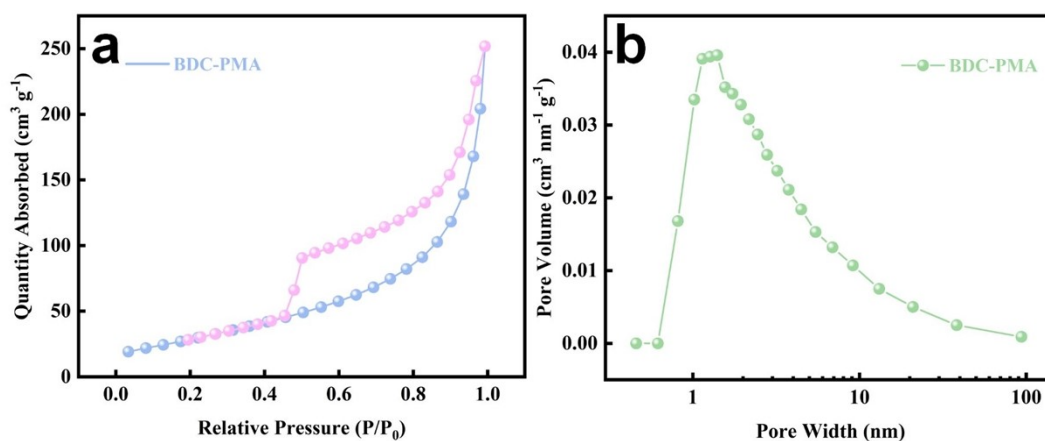 a
BDC-PMA
Quantity Absorbed (cm³ g⁻¹)
250
200
150
100
50
0
0.0 0.2 0.4 0.6 0.8 1.0
Relative Pressure (P/P₀)
b
BDC-PMA
Pore Volume (cm³ nm⁻¹ g⁻¹)
0.04
0.03
0.02
0.01
0.00
1 10 100
Pore Width (nm)